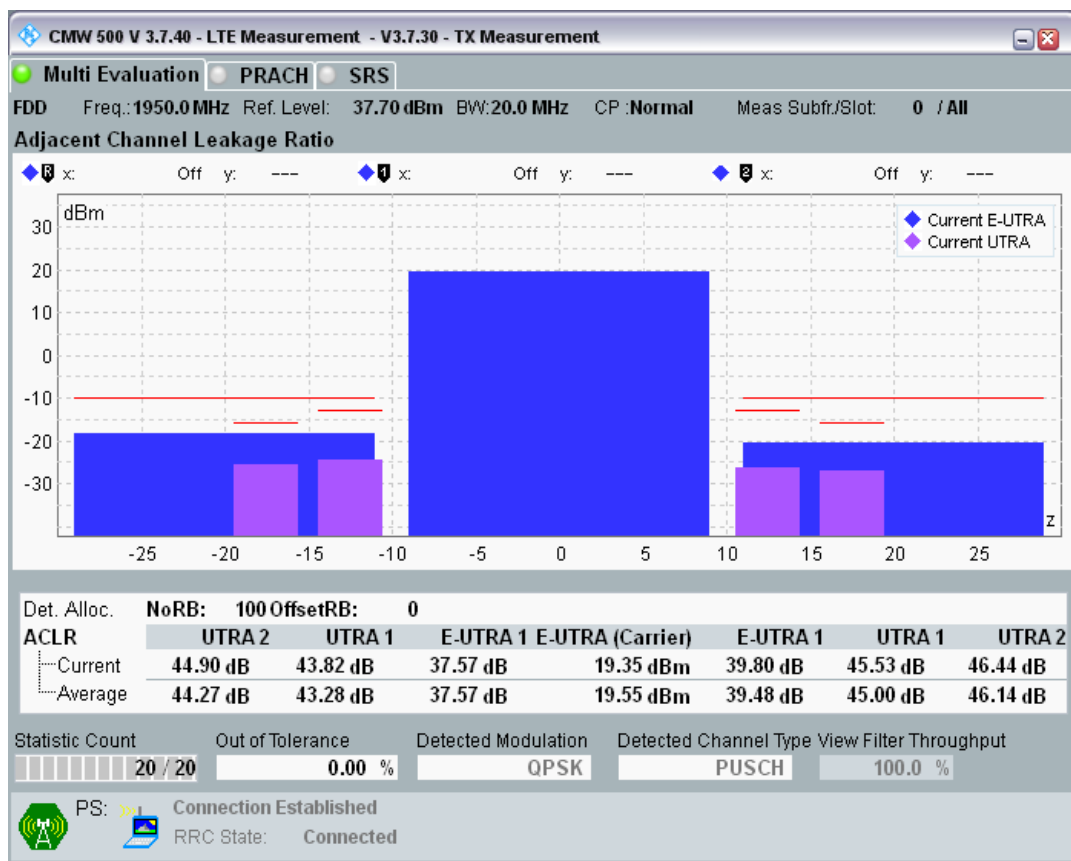 CMW 500 V 3.7.40 - LTE Measurement - V3.7.30 - TX Measurement
Multi Evaluation PRACH SRS
FDD Freq.: 1950.0 MHz Ref. Level: 37.70 dBm BW: 20.0 MHz CP : Normal Meas Subfr./Slot: 0 / All
Adjacent Channel Leakage Ratio
R x: Off y: --- 1 x: Off y: --- 2 x: Off y: ---
dBm
Current E-UTRA
Current UTRA
30
20
10
0
-10
-20
-30
z
-25 -20 -15 -10 -5 0 5 10 15 20 25
Det. Alloc. NoRB: 100 OffsetRB: 0
ACLR UTRA 2 UTRA 1 E-UTRA 1 E-UTRA (Carrier) E-UTRA 1 UTRA 1 UTRA 2
Current 44.90 dB 43.82 dB 37.57 dB 19.35 dBm 39.80 dB 45.53 dB 46.44 dB
Average 44.27 dB 43.28 dB 37.57 dB 19.55 dBm 39.48 dB 45.00 dB 46.14 dB
Statistic Count Out of Tolerance Detected Modulation Detected Channel Type View Filter Throughput
20 / 20 0.00 % QPSK PUSCH 100.0 %
PS: Connection Established
RRC State: Connected